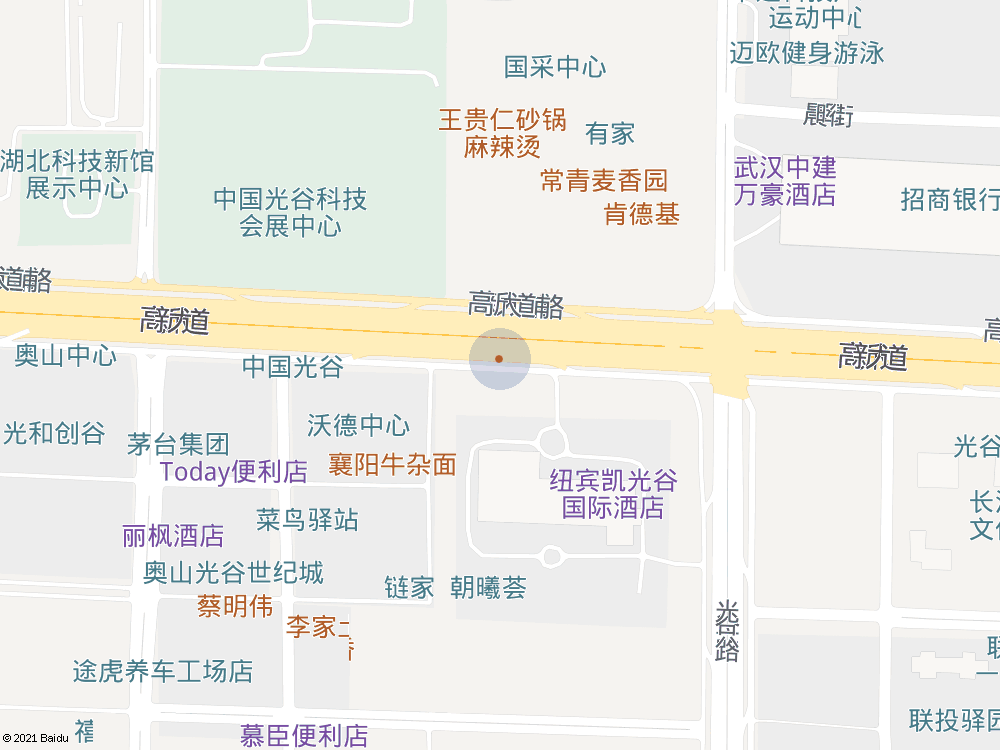 运动中心
迈欧健身游泳
国采中心
王贵仁砂锅
麻辣烫
有家
湖北科技新馆
展示中心
武汉中建
万豪酒店
常青麦香园
中国光谷科技
会展中心
肯德基
招商银行
高新大道
奥山中心
中国光谷
高新大道
沃德中心
光和创谷
茅台集团
Today便利店
襄阳牛杂面
光谷
纽宾凯光谷
国际酒店
菜鸟驿站
丽枫酒店
奥山光谷世纪城
链家
朝曦荟
蔡明伟
李家
途虎养车工场店
联投驿园
慕臣便利店
© 2021 Baidu